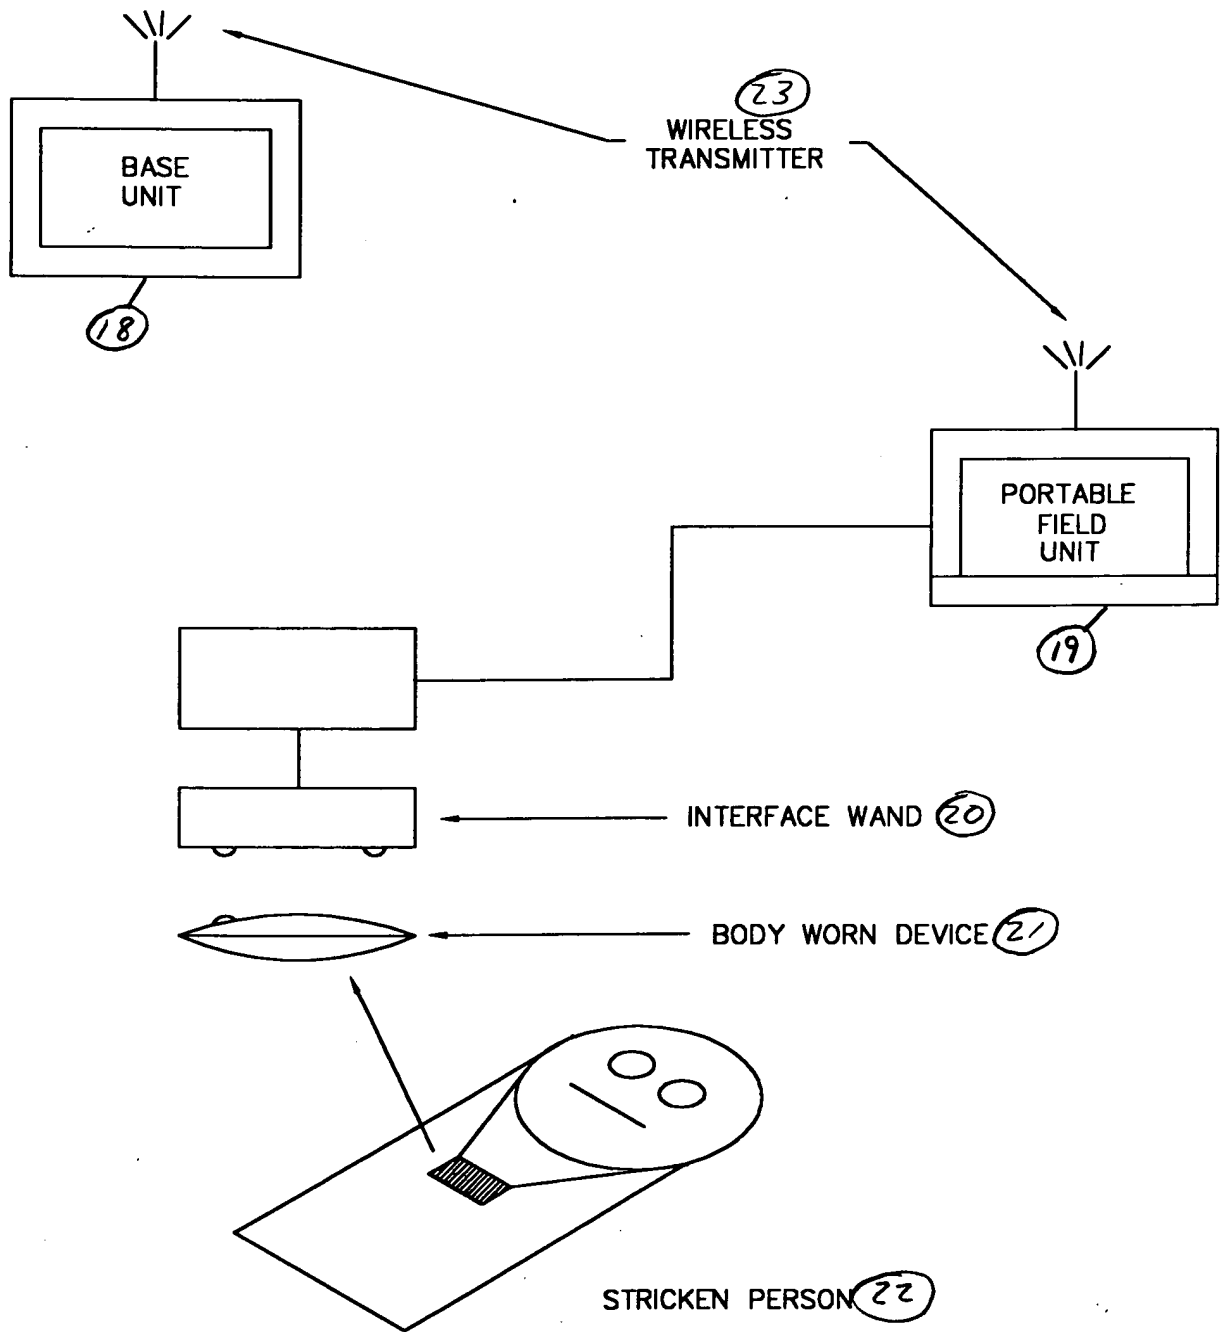 23
WIRELESS
TRANSMITTER
BASE
UNIT
18
PORTABLE
FIELD
UNIT
19
INTERFACE WAND 20
BODY WORN DEVICE 21
STRICKEN PERSON 22